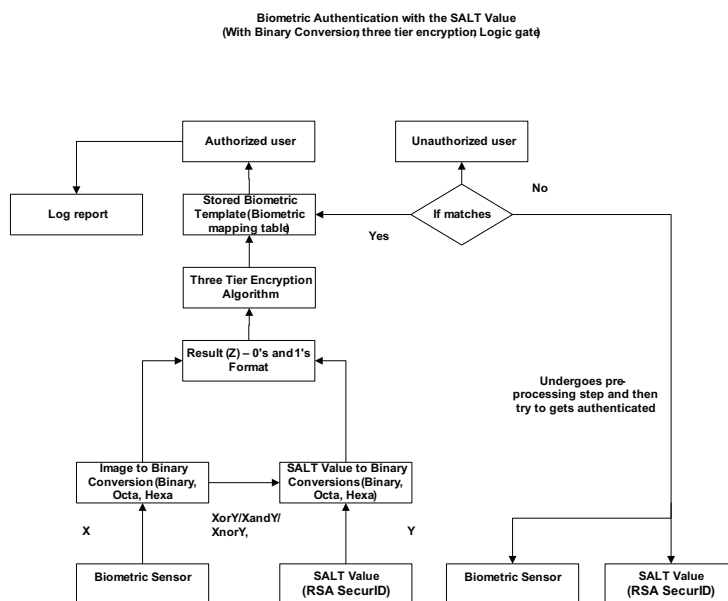 Biometric Authentication with the SALT Value
(With Binary Conversion, three tier encryption, Logic gate)
Authorized user
Unauthorized user
Log report
Stored Biometric
Template (Biometric
mapping table)
If matches
No
Yes
Three Tier Encryption
Algorithm
Result (Z) – 0's and 1's
Format
Undergoes pre-
processing step and then
try to gets authenticated
Image to Binary
Conversion (Binary,
Octa, Hexa
SALT Value to Binary
Conversions (Binary,
Octa, Hexa)
X
XorY/XandY/
XnorY,
Y
Biometric Sensor
SALT Value
(RSA SecurID)
Biometric Sensor
SALT Value
(RSA SecurID)